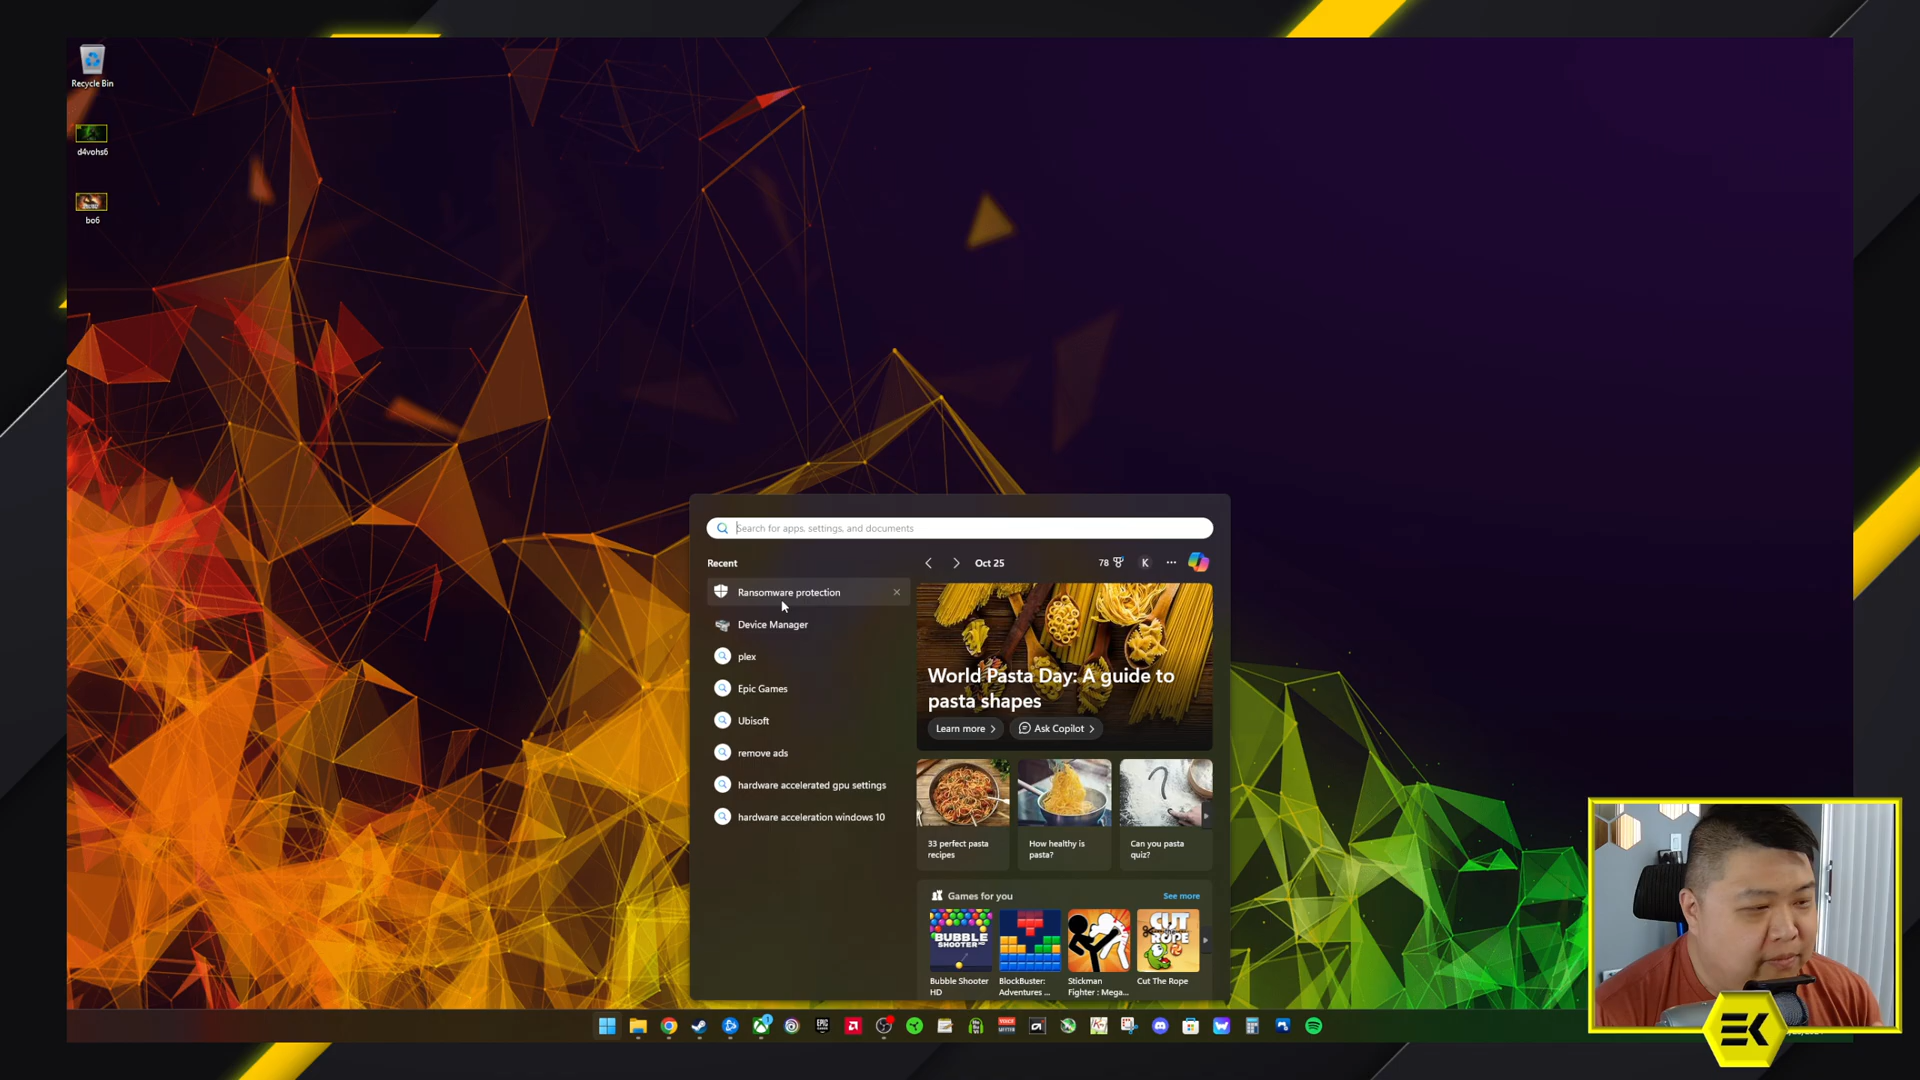 Recycle Bin
d4vohs6
bo6
Search for apps, settings, and documents
Recent
Oct 25
78
K
Ransomware protection
Device Manager
plex
Epic Games
Ubisoft
remove ads
hardware accelerated gpu settings
hardware acceleration windows 10
World Pasta Day: A guide to
pasta shapes
Learn more
Ask Copilot
33 perfect pasta
recipes
How healthy is
pasta?
Can you pasta
quiz?
Games for you
See more
BUBBLE
SHOOTER HD
CUT
ROPE
Bubble Shooter
HD
BlockBuster:
Adventures ...
Stickman
Fighter : Mega...
Cut The Rope
EPIC
EK